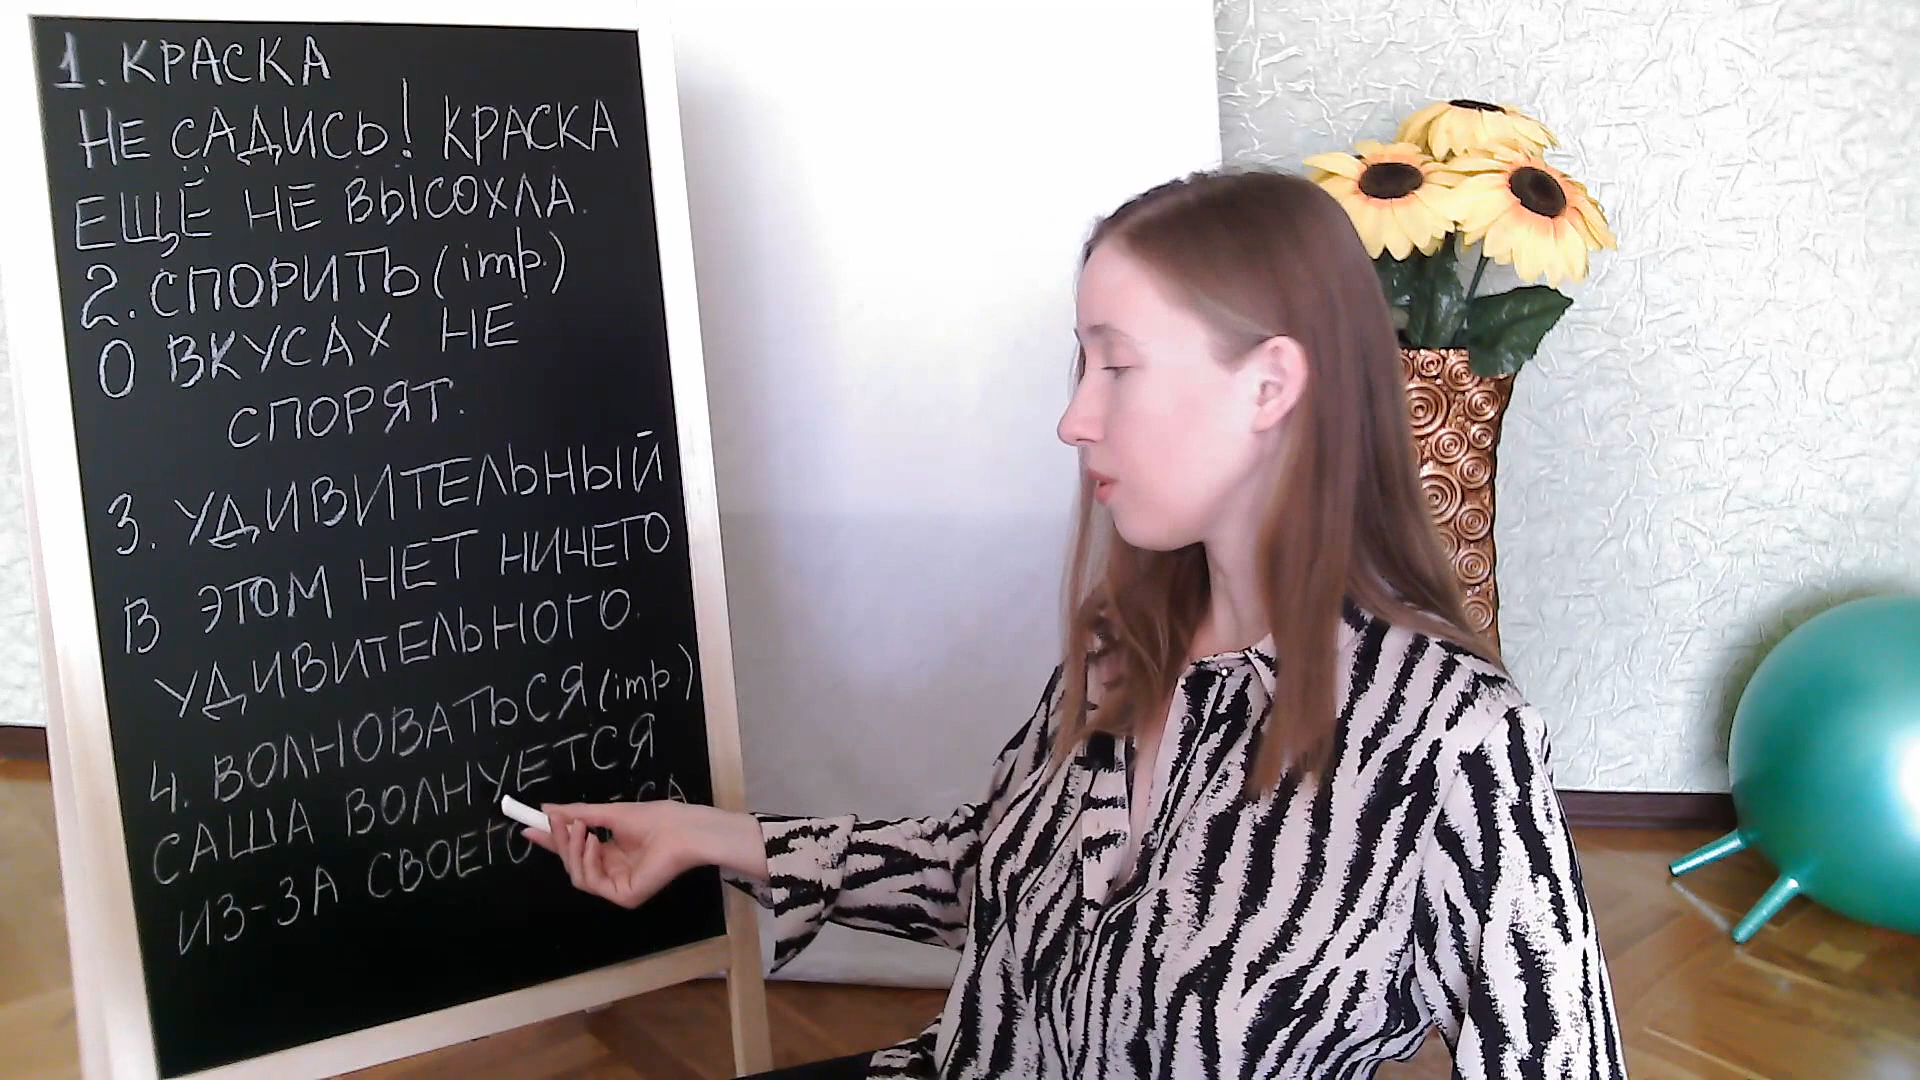 1. КРАСКА
НЕ САДИСЬ! КРАСКА
ЕЩЁ НЕ ВЫСОХЛА.
2. СПОРИТЬ (imp.)
О ВКУСАХ НЕ
СПОРЯТ.
3. УДИВИТЕЛЬНЫЙ
В ЭТОМ НЕТ НИЧЕГО
УДИВИТЕЛЬНОГО.
4. ВОЛНОВАТЬСЯ (imp.)
САША ВОЛНУЕТСЯ
ИЗ-ЗА СВОЕГО